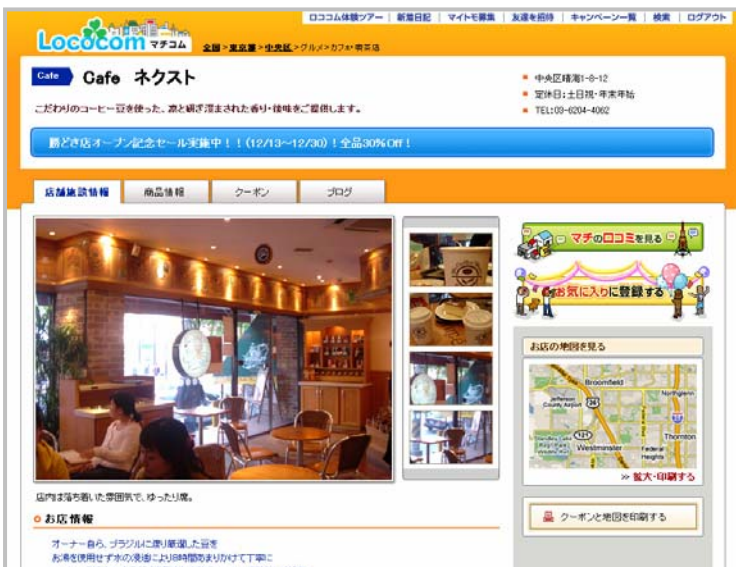 ロココム体験ツアー | 新着日記 | マイトモ募集 | 友達を招待 | キャンペーン一覧 | 検索 | ログアウト
Lococom マチコム
全国>東京都>中央区>グルメ>カフェ・喫茶店
Cafe Cafe ネクスト
中央区晴海1-8-12
定休日:土日祝・年末年始
TEL:03-6204-4062
こだわりのコーヒー豆を使った、凛と研ぎ澄まされた香り・後味をご提供します。
勝どき店オープン記念セール実施中!!(12/13~12/30)!全品30%Off!
店舗施設情報 商品情報 クーポン ブログ
マチの口コミを見る
お気に入りに登録する
お店の地図を見る
Broomfield
Northglenn
Jefferson
County Airport
36
Thornton
Westminster
Federal
Heights
>> 拡大・印刷する
クーポンと地図を印刷する
店内は落ち着いた雰囲気で、ゆったり席。
お店情報
オーナー自ら、ブラジルに渡り厳選した豆を
お湯を使用せず水の浸油により8時間あまりかけて丁寧に